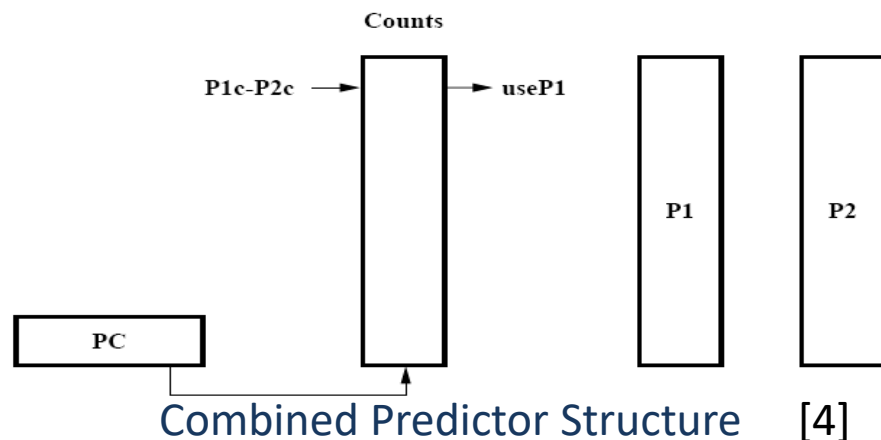 Counts
P1c-P2c
useP1
P1
P2
PC
Combined Predictor Structure [4]